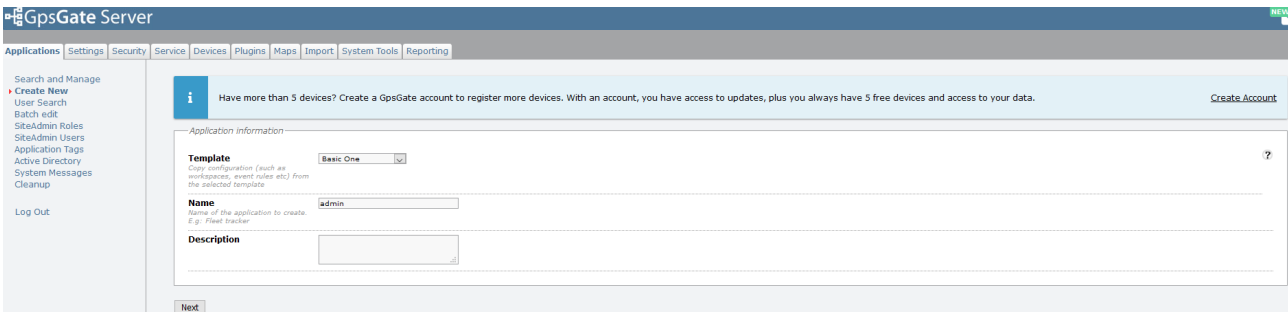 GpsGate Server
NEW
Applications Settings Security Service Devices Plugins Maps Import System Tools Reporting
Search and Manage
Create New
User Search
Batch edit
SiteAdmin Roles
SiteAdmin Users
Application Tags
Active Directory
System Messages
Cleanup
Log Out
i
Have more than 5 devices? Create a GpsGate account to register more devices. With an account, you have access to updates, plus you always have 5 free devices and access to your data.
Create Account
Application information
Template
Basic One
?
Copy configuration (such as
workspaces, event rules etc) from
the selected template
Name
admin
Name of the application to create.
E.g: Fleet tracker
Description
Next